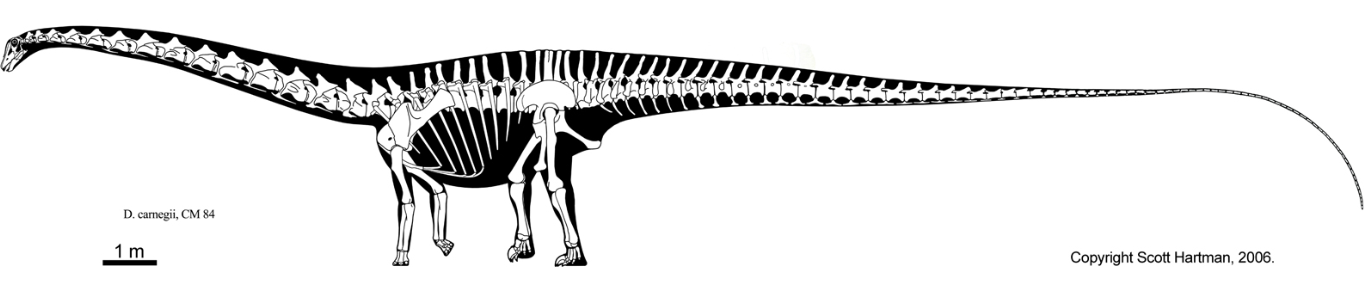 D. carnegii, CM 84
1 m
Copyright Scott Hartman, 2006.